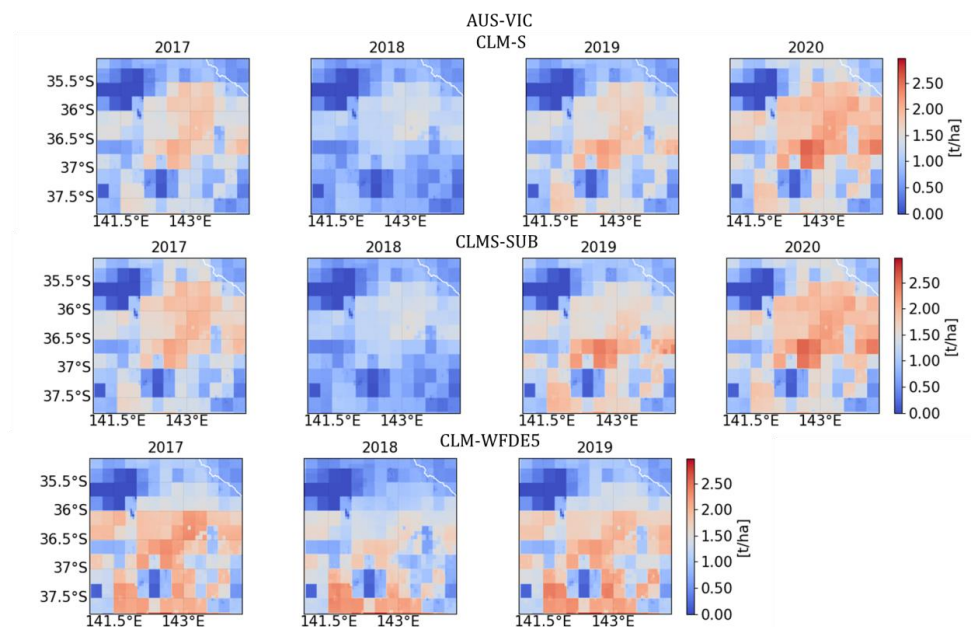 AUS-VIC
CLM-S
2017 2018 2019 2020
35.5°S
36°S
36.5°S
37°S
37.5°S
141.5°E 143°E 141.5°E 143°E 141.5°E 143°E 141.5°E 143°E
2.50
2.00
1.50
1.00
0.50
0.00
[t/ha]
CLMS-SUB
2017 2018 2019 2020
35.5°S
36°S
36.5°S
37°S
37.5°S
141.5°E 143°E 141.5°E 143°E 141.5°E 143°E 141.5°E 143°E
2.50
2.00
1.50
1.00
0.50
0.00
[t/ha]
CLM-WFDE5
2017 2018 2019
35.5°S
36°S
36.5°S
37°S
37.5°S
141.5°E 143°E 141.5°E 143°E 141.5°E 143°E
2.50
2.00
1.50
1.00
0.50
0.00
[t/ha]